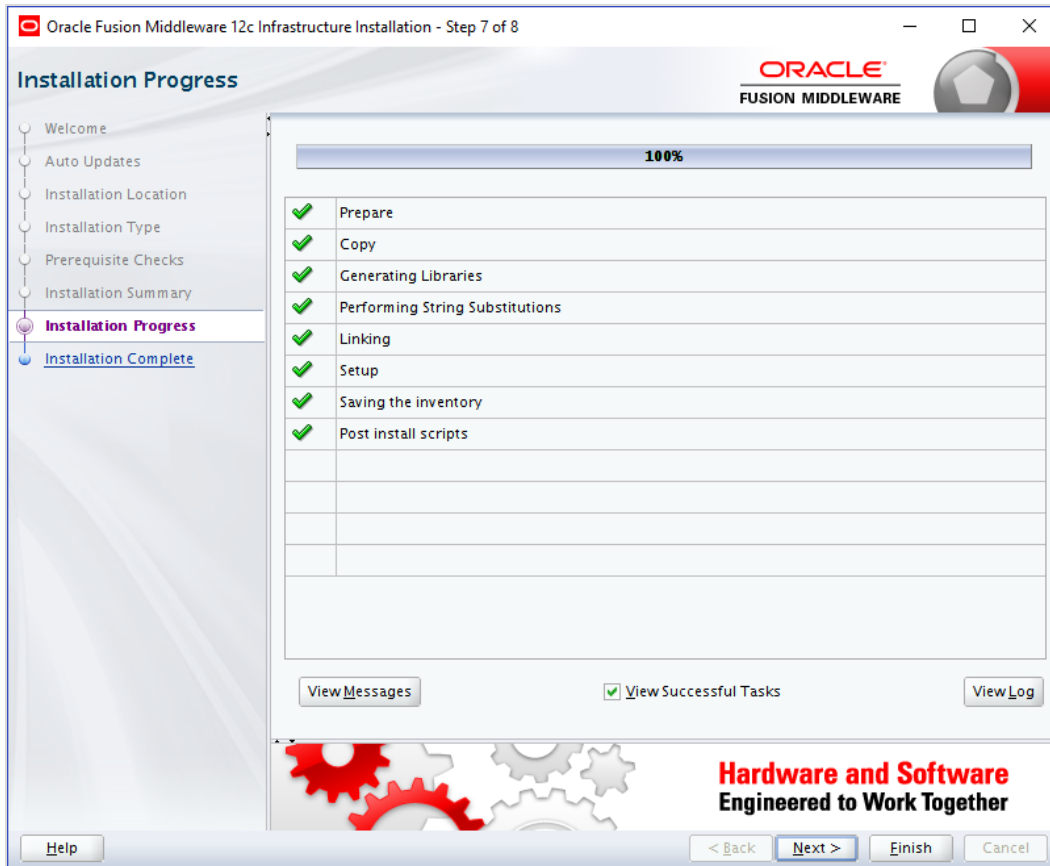 Oracle Fusion Middleware 12c Infrastructure Installation - Step 7 of 8
Installation Progress
ORACLE®
FUSION MIDDLEWARE
Welcome
Auto Updates
Installation Location
Installation Type
Prerequisite Checks
Installation Summary
Installation Progress
Installation Complete
100%
Prepare
Copy
Generating Libraries
Performing String Substitutions
Linking
Setup
Saving the inventory
Post install scripts
View Messages
View Successful Tasks
View Log
Hardware and Software
Engineered to Work Together
Help
< Back
Next >
Finish
Cancel